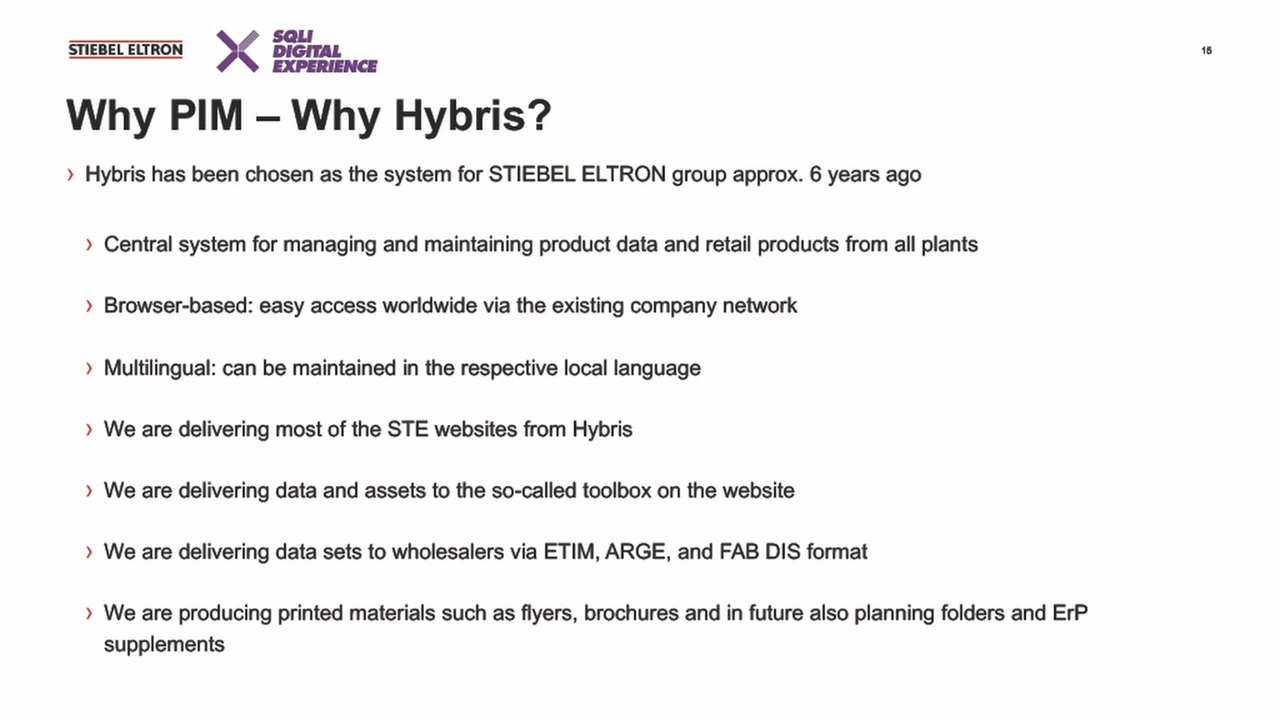 STIEBEL ELTRON
SQLI
DIGITAL
EXPERIENCE
15
Why PIM – Why Hybris?
› Hybris has been chosen as the system for STIEBEL ELTRON group approx. 6 years ago
› Central system for managing and maintaining product data and retail products from all plants
› Browser-based: easy access worldwide via the existing company network
› Multilingual: can be maintained in the respective local language
› We are delivering most of the STE websites from Hybris
› We are delivering data and assets to the so-called toolbox on the website
› We are delivering data sets to wholesalers via ETIM, ARGE, and FAB DIS format
› We are producing printed materials such as flyers, brochures and in future also planning folders and ErP
supplements